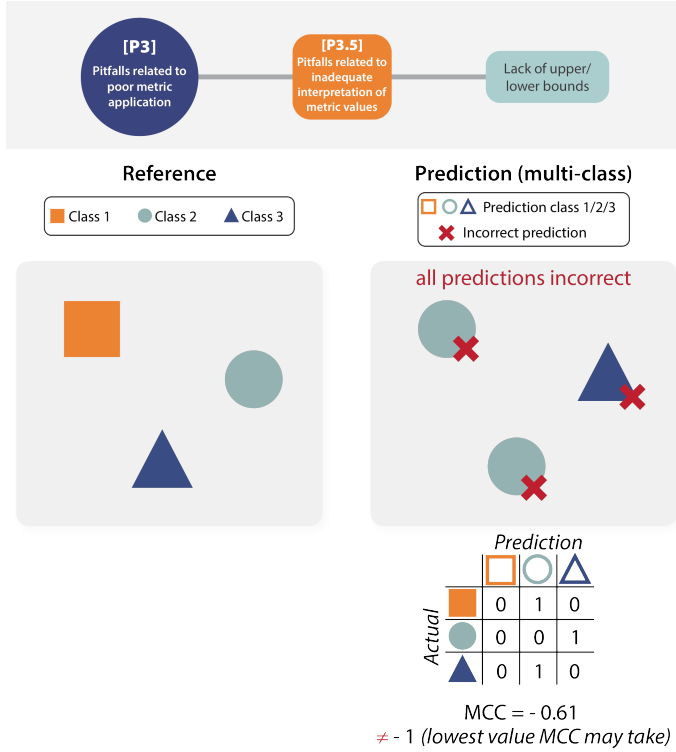 [P3]
Pitfalls related to
poor metric
application
[P3.5]
Pitfalls related to
inadequate
interpretation of
metric values
Lack of upper/
lower bounds
Reference
Class 1 Class 2 Class 3
Prediction (multi-class)
Prediction class 1/2/3
Incorrect prediction
all predictions incorrect
Prediction
Actual
0 1 0
0 0 1
0 1 0
MCC = - 0.61
≠ - 1 (lowest value MCC may take)